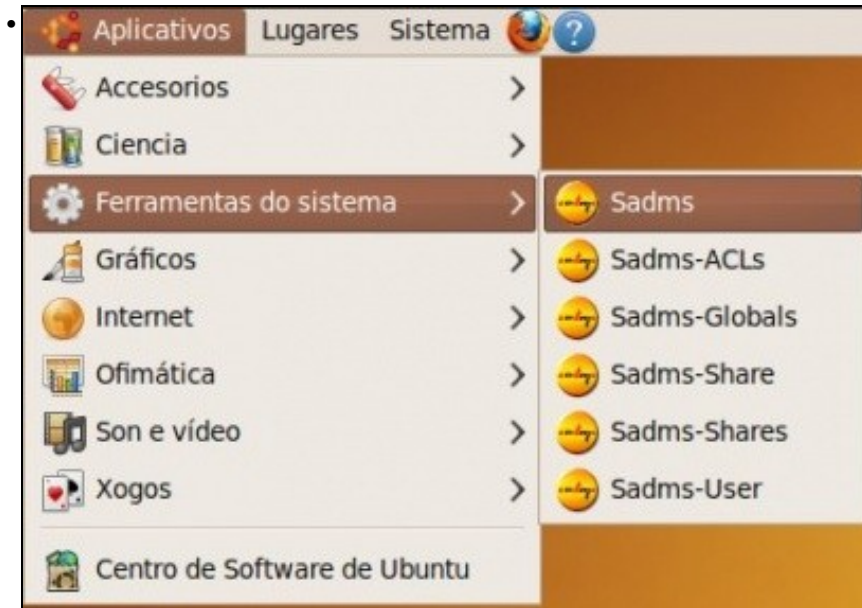 Aplicativos Lugares Sistema
Accesorios
Ciencia
Ferramentas do sistema
Gráficos
Internet
Ofimática
Son e vídeo
Xogos
Centro de Software de Ubuntu
Sadms
Sadms-ACLs
Sadms-Globals
Sadms-Share
Sadms-Shares
Sadms-User